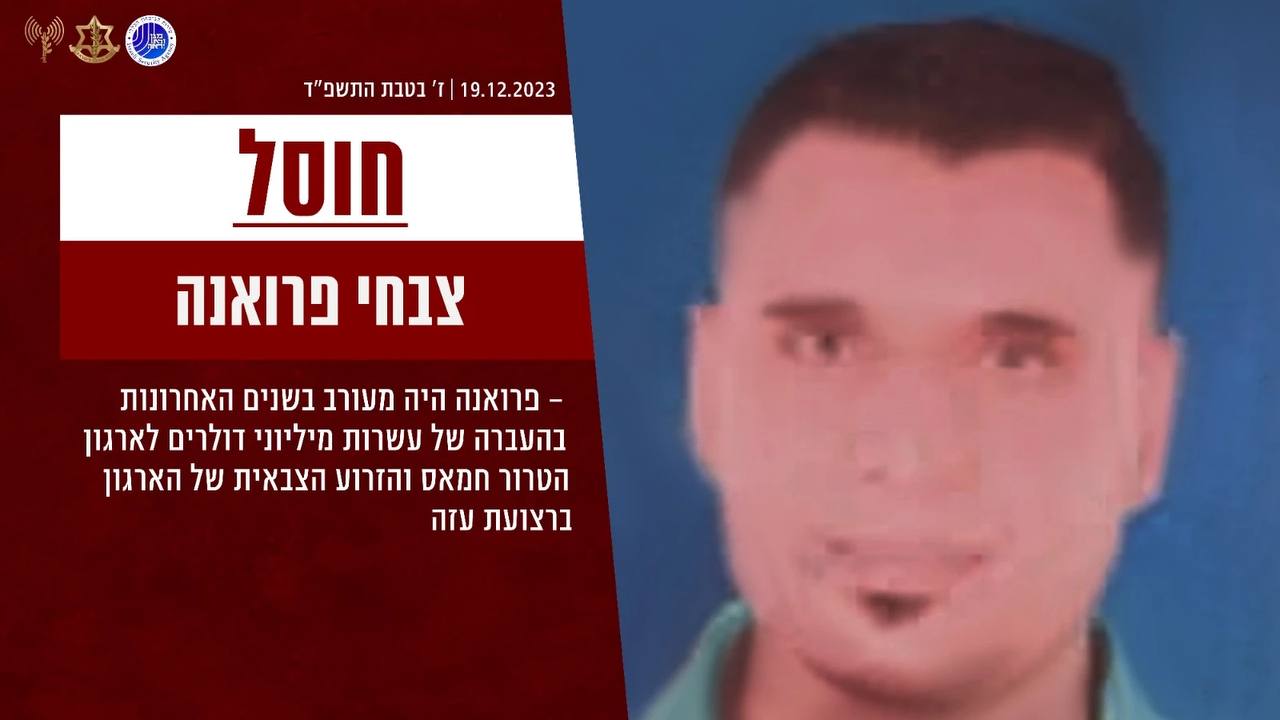 19.12.2023 | ז' בטבת התשפ"ד
חוסל
צבחי פרואנה
– פרואנה היה מעורב בשנים האחרונות
בהעברה של עשרות מיליוני דולרים לארגון
הטרור חמאס והזרוע הצבאית של הארגון
ברצועת עזה